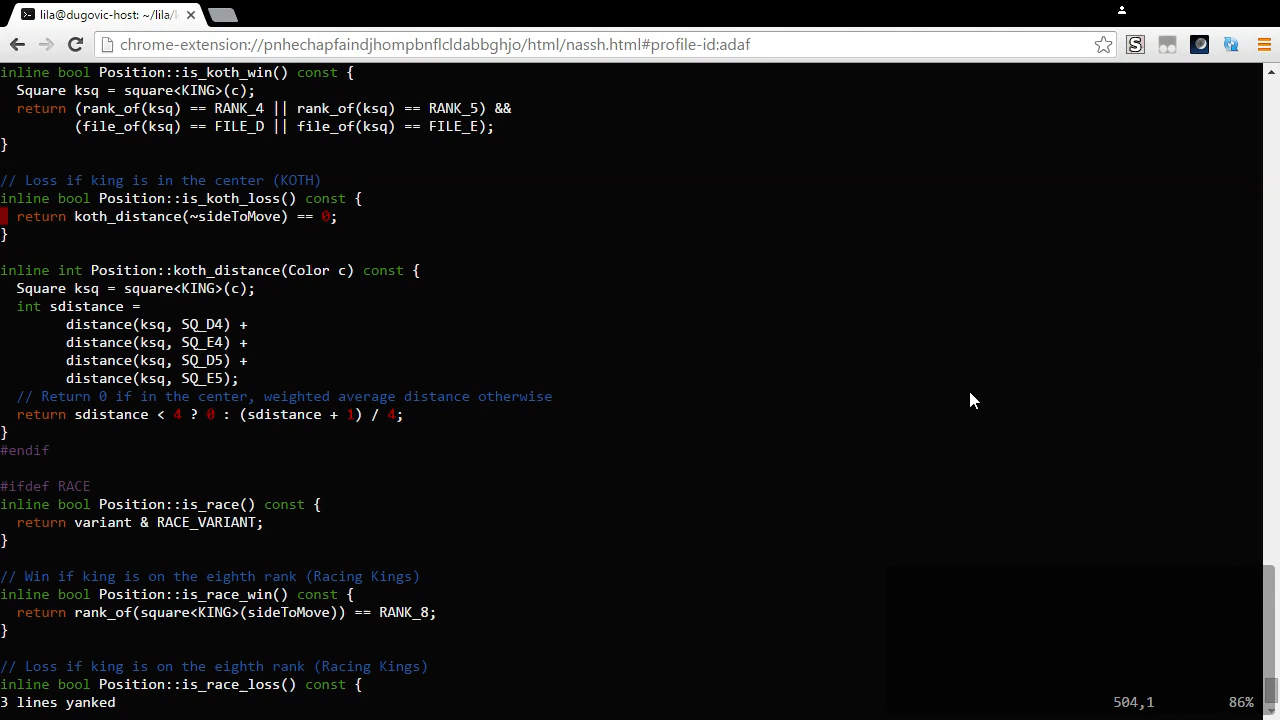 lila@dugovic-host: ~/lila/
chrome-extension://pnhechapfaindjhompbnflcldabbghjo/html/nassh.html#profile-id:adaf
inline bool Position::is_koth_win() const {
  Square ksq = square<KING>(c);
  return (rank_of(ksq) == RANK_4 || rank_of(ksq) == RANK_5) &&
         (file_of(ksq) == FILE_D || file_of(ksq) == FILE_E);
}
// Loss if king is in the center (KOTH)
inline bool Position::is_koth_loss() const {
  return koth_distance(~sideToMove) == 0;
}
inline int Position::koth_distance(Color c) const {
  Square ksq = square<KING>(c);
  int sdistance =
        distance(ksq, SQ_D4) +
        distance(ksq, SQ_E4) +
        distance(ksq, SQ_D5) +
        distance(ksq, SQ_E5);
  // Return 0 if in the center, weighted average distance otherwise
  return sdistance < 4 ? 0 : (sdistance + 1) / 4;
}
#endif
#ifdef RACE
inline bool Position::is_race() const {
  return variant & RACE_VARIANT;
}
// Win if king is on the eighth rank (Racing Kings)
inline bool Position::is_race_win() const {
  return rank_of(square<KING>(sideToMove)) == RANK_8;
}
// Loss if king is on the eighth rank (Racing Kings)
inline bool Position::is_race_loss() const {
3 lines yanked 504,1 86%